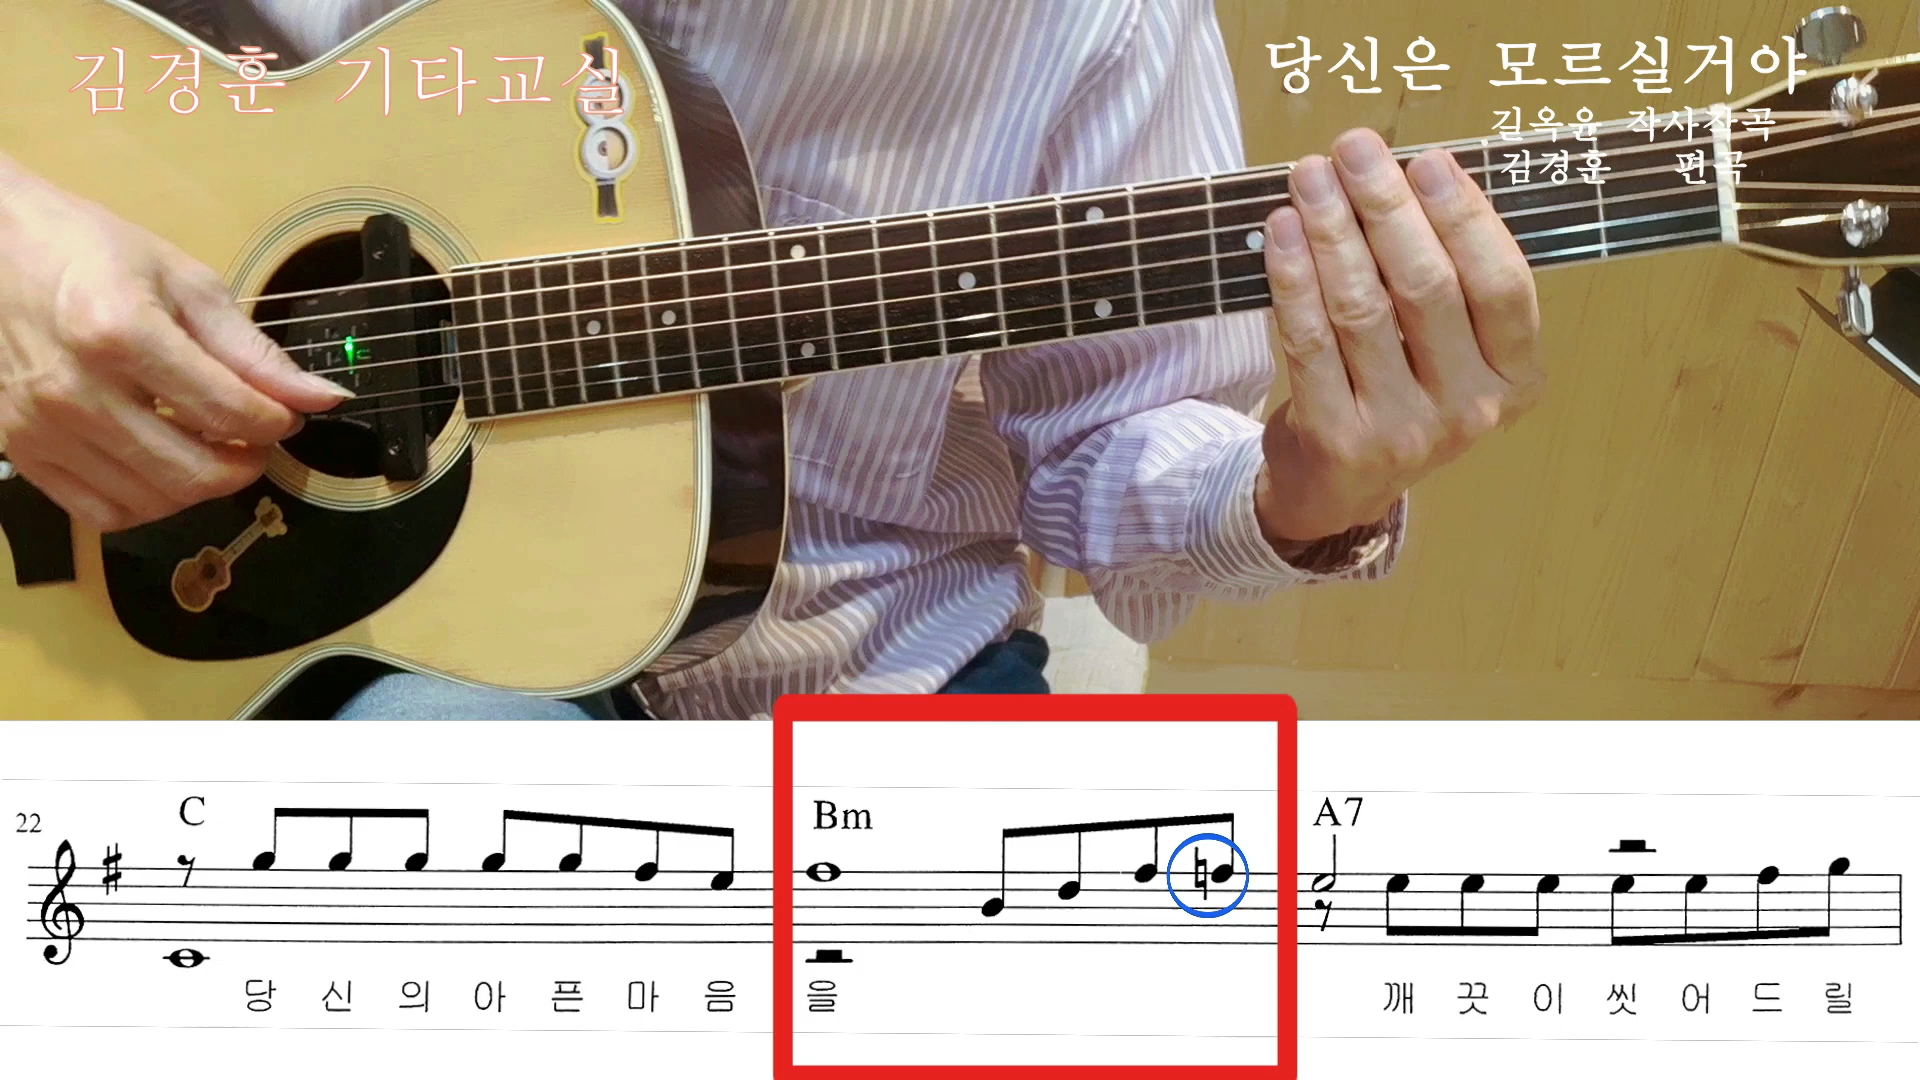 김경훈 기타교실
당신은 모르실거야
길옥윤 작사작곡
김경훈 편곡
22 C Bm A7
당 신 의 아 픈 마 음 을 깨 끗 이 씻 어 드 릴